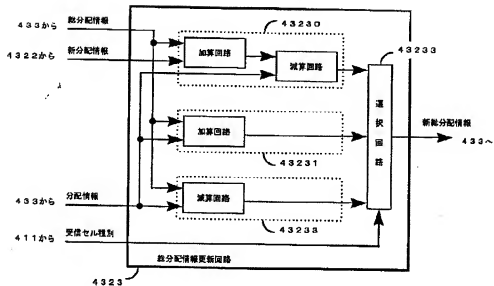 433から 総分配情報
43230
43233
4322から 新分配情報
加算回路
減算回路
選択回路
新総分配情報
433へ
加算回路
43231
433から 分配情報
減算回路
43233
411から 受信セル種別
4323
総分配情報更新回路